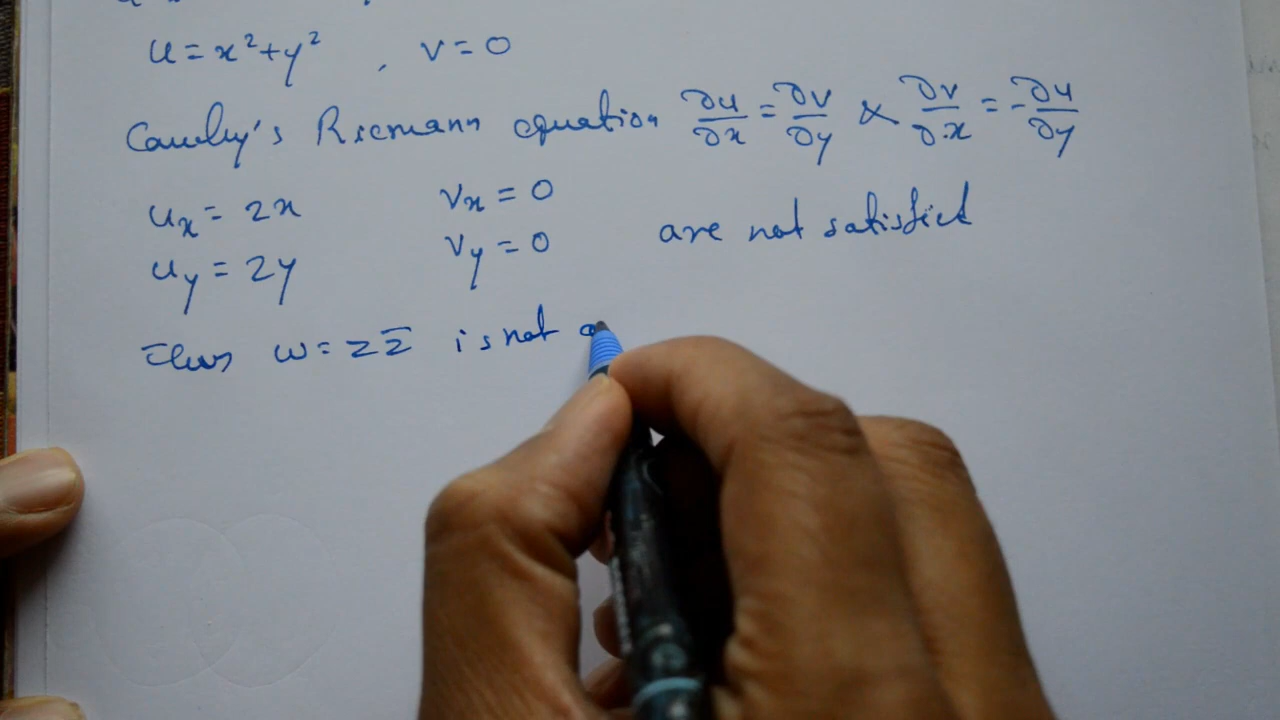 u = x² + y² , v = 0
Cauchy's Riemann equation ∂u/∂x = ∂v/∂y & ∂v/∂x = -∂u/∂y
uₓ = 2x vₓ = 0
are not satisfied
u_y = 2y v_y = 0
Thus w = z z̅ is not